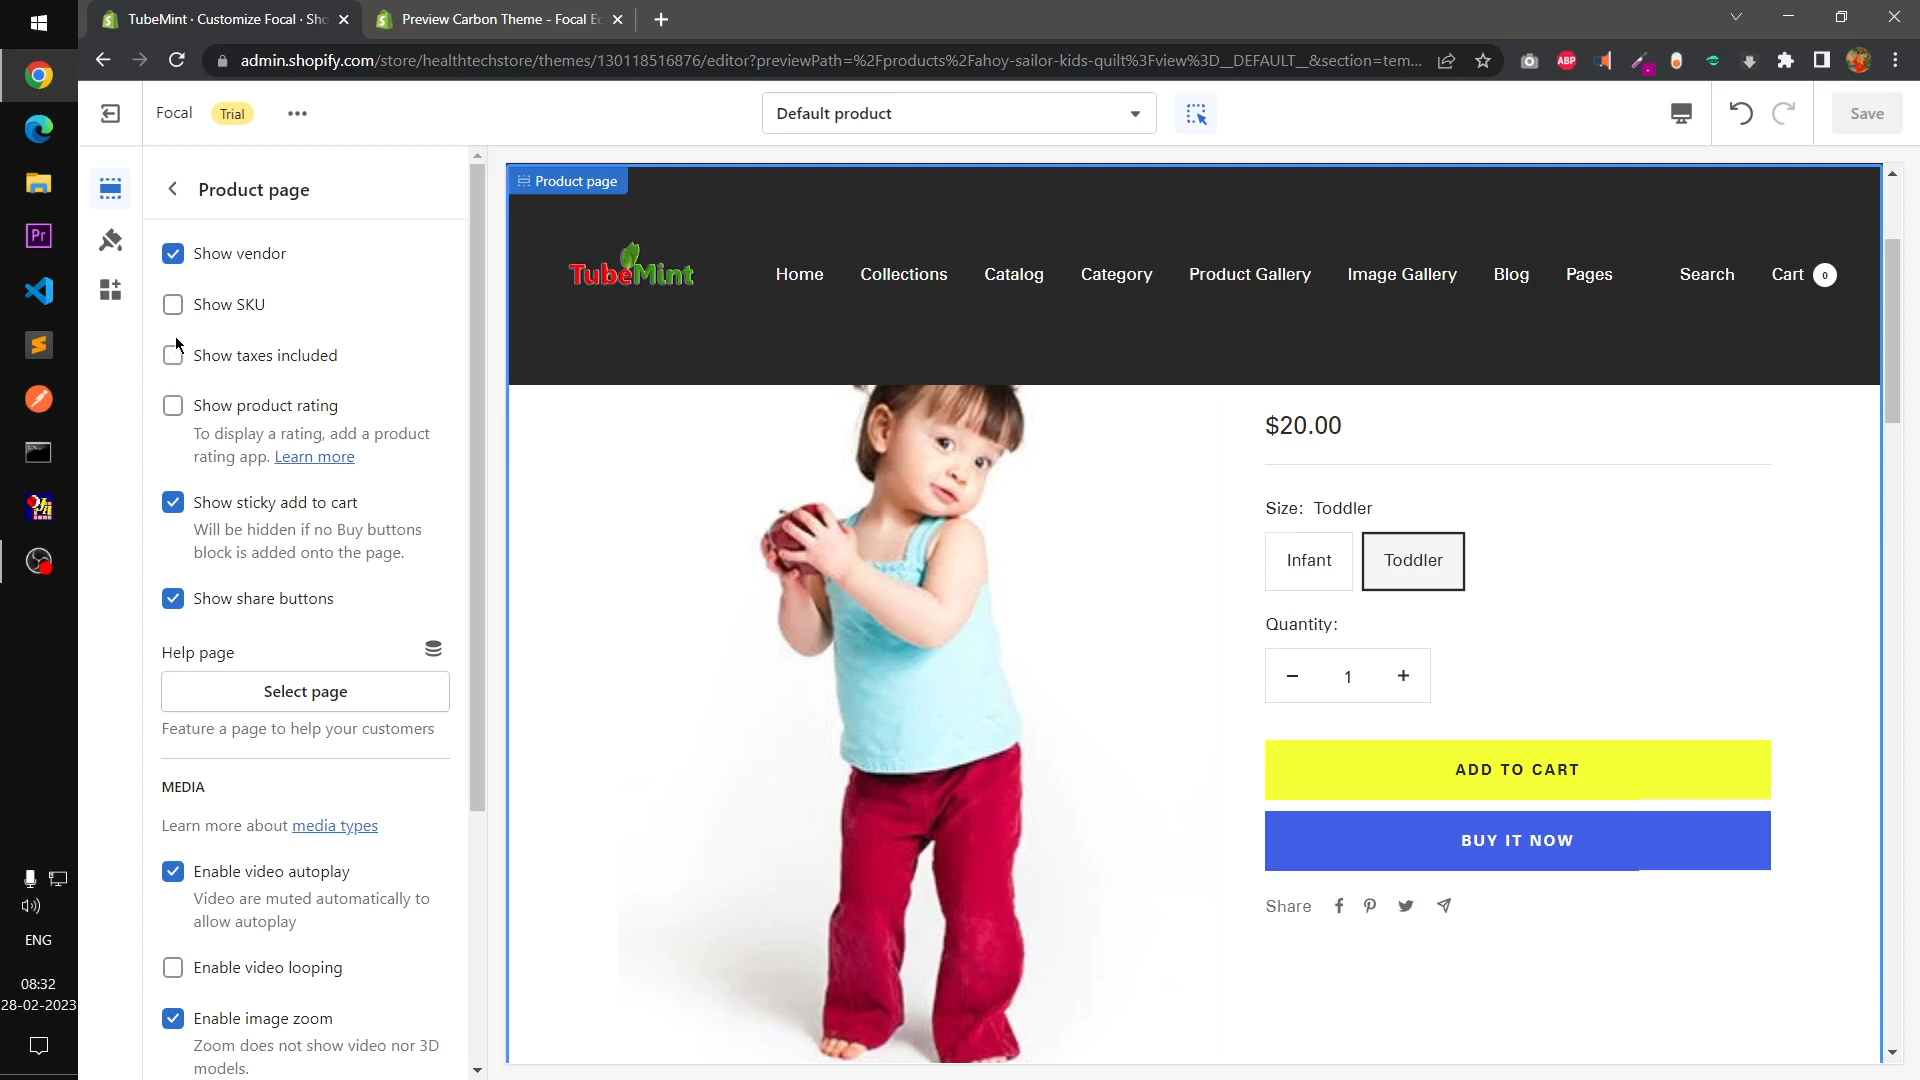 TubeMint · Customize Focal · Sho
Preview Carbon Theme - Focal E
admin.shopify.com/store/healthtechstore/themes/130118516876/editor?previewPath=%2Fproducts%2Fahoy-sailor-kids-quilt%3Fview%3D__DEFAULT__&section=tem...
ABP
Focal
Trial
Default product
Save
Product page
Show vendor
Show SKU
Show taxes included
Show product rating
To display a rating, add a product
rating app. Learn more
Show sticky add to cart
Will be hidden if no Buy buttons
block is added onto the page.
Show share buttons
Help page
Select page
Feature a page to help your customers
MEDIA
Learn more about media types
Enable video autoplay
Video are muted automatically to
allow autoplay
Enable video looping
Enable image zoom
Zoom does not show video nor 3D
models.
Product page
TubeMint
Home Collections Catalog Category Product Gallery Image Gallery Blog Pages Search Cart 0
$20.00
Size: Toddler
Infant Toddler
Quantity:
− 1 +
ADD TO CART
BUY IT NOW
Share
Pr
ENG
08:32
28-02-2023